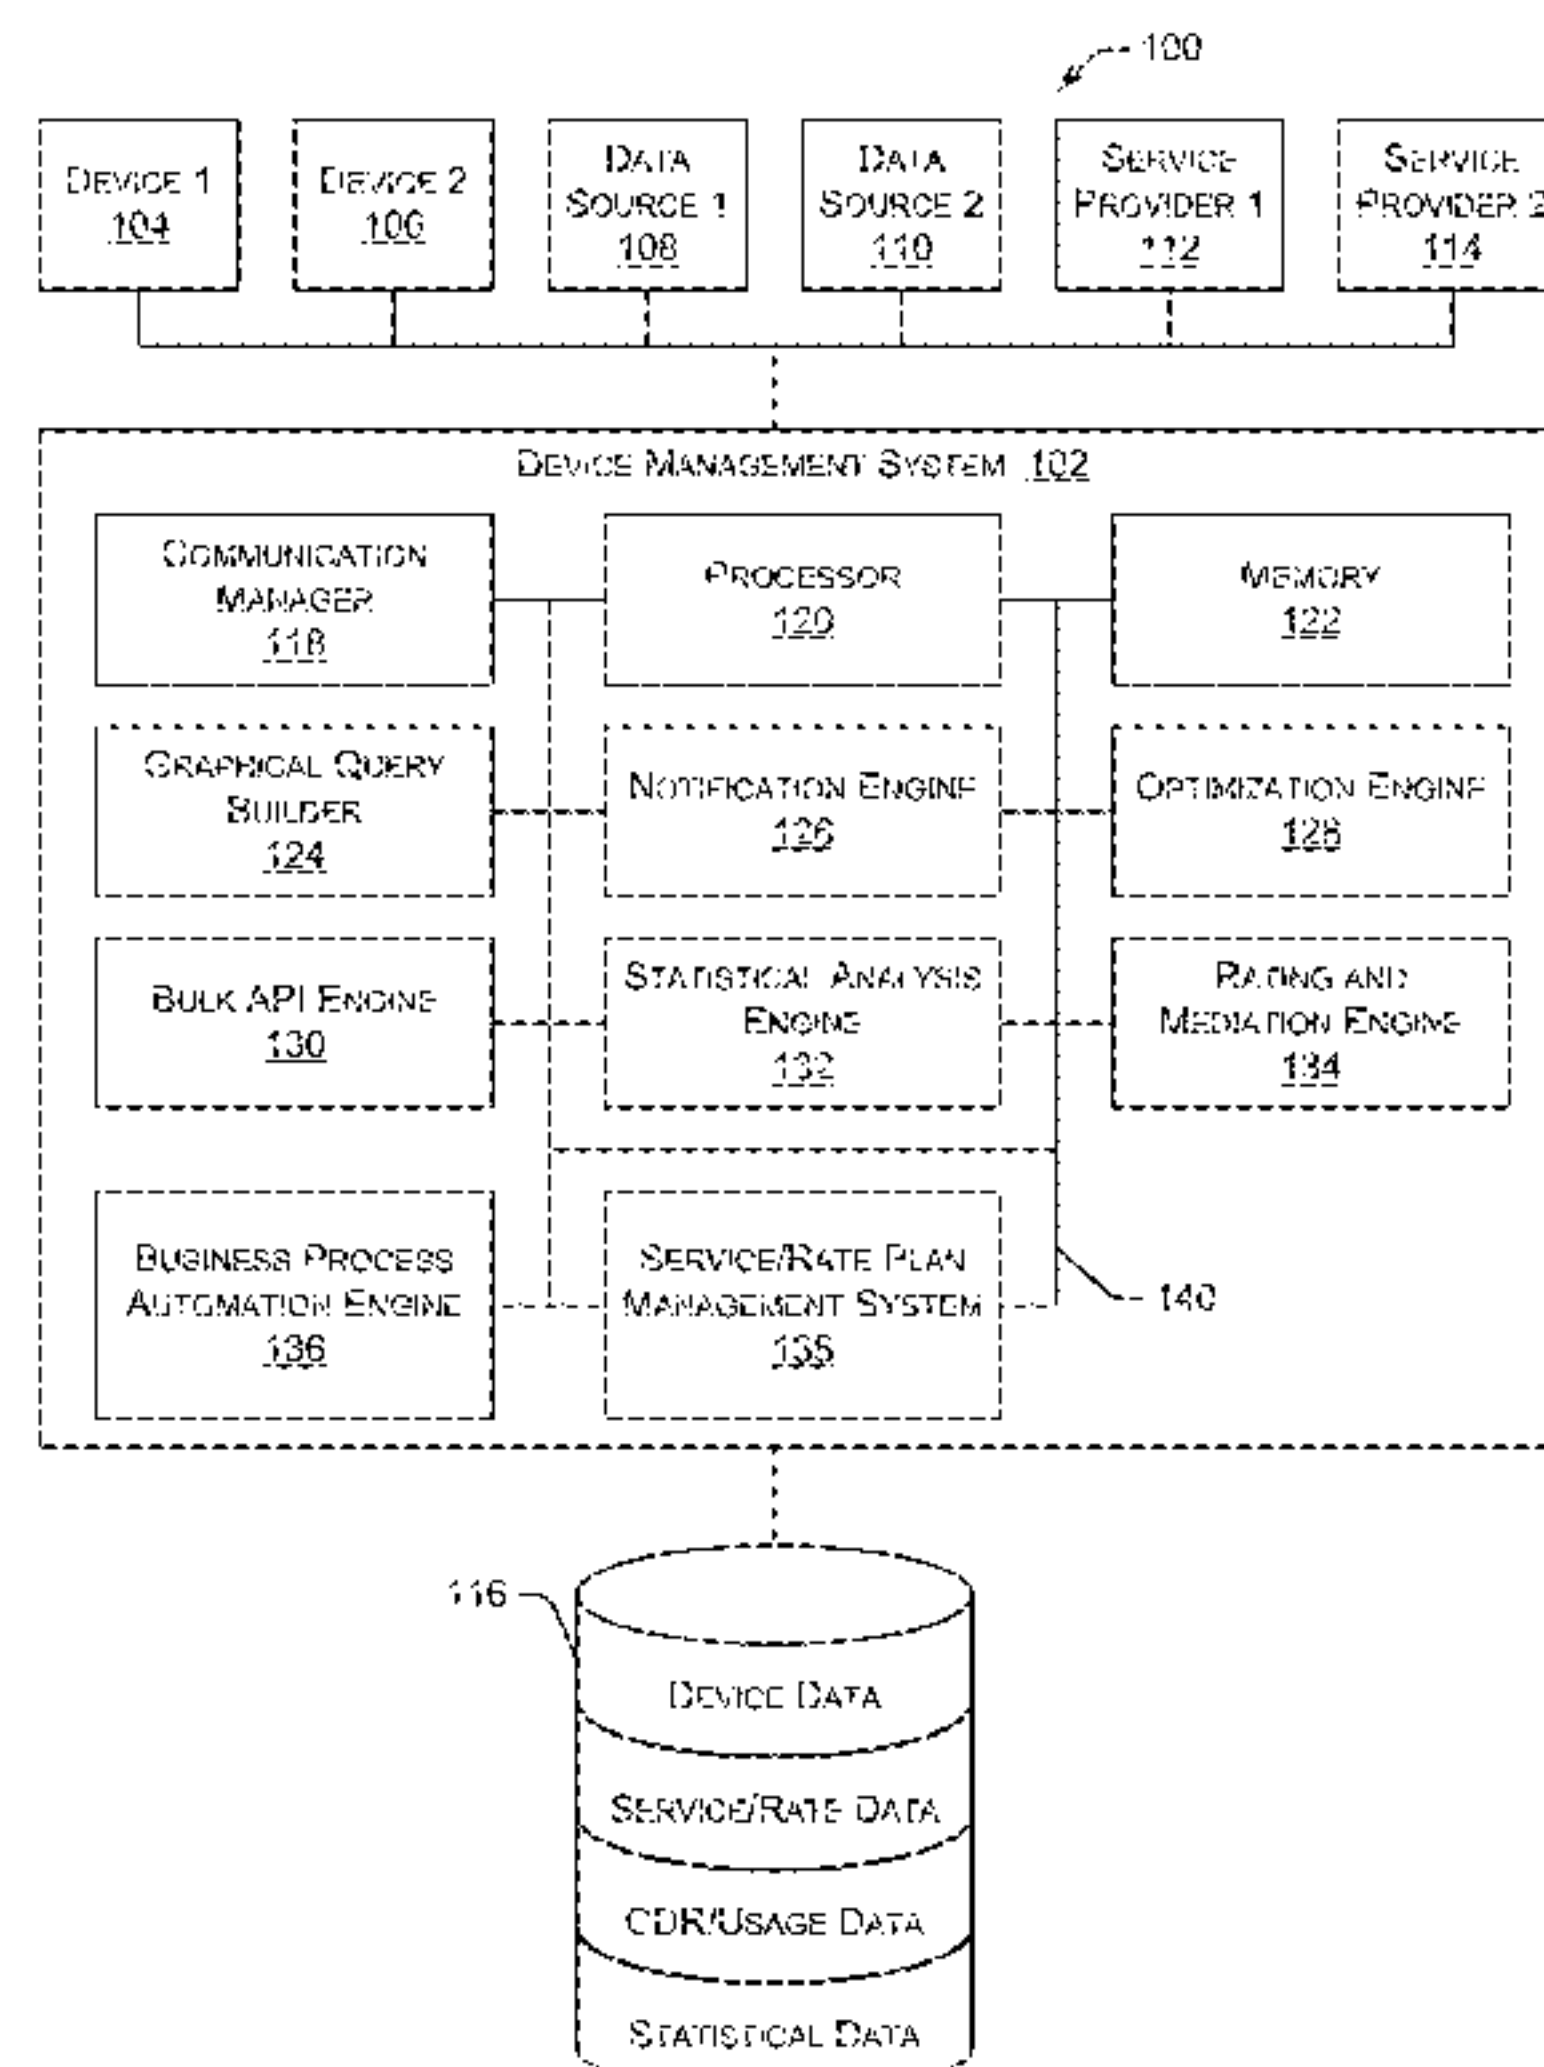 100
DEVICE 1
104
DEVICE 2
106
DATA
SOURCE 1
108
DATA
SOURCE 2
110
SERVICE
PROVIDER 1
112
SERVICE
PROVIDER 2
114
DEVICE MANAGEMENT SYSTEM 102
COMMUNICATION
MANAGER
118
PROCESSOR
120
MEMORY
122
GRAPHICAL QUERY
BUILDER
124
NOTIFICATION ENGINE
126
OPTIMIZATION ENGINE
128
BULK API ENGINE
130
STATISTICAL ANALYSIS
ENGINE
132
RATING AND
MEDIATION ENGINE
134
BUSINESS PROCESS
AUTOMATION ENGINE
136
SERVICE/RATE PLAN
MANAGEMENT SYSTEM
138
140
116
DEVICE DATA
SERVICE/RATE DATA
CDR/USAGE DATA
STATISTICAL DATA